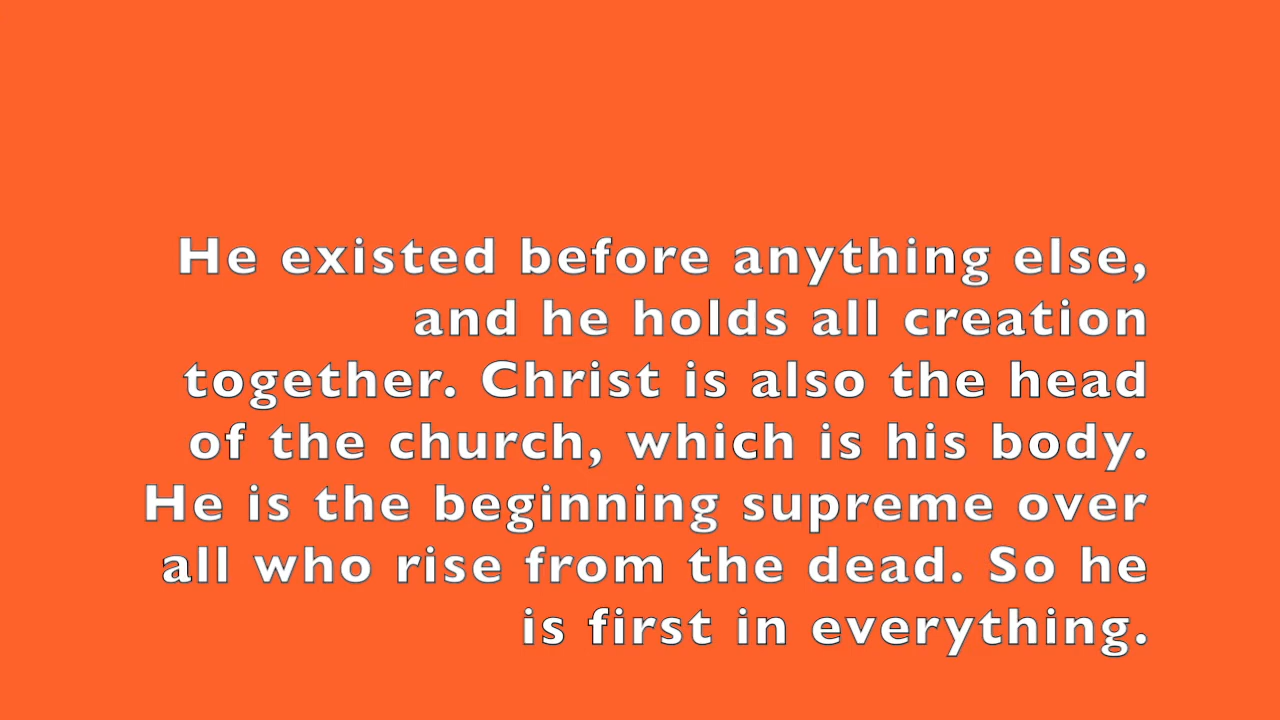 He existed before anything else,
and he holds all creation
together. Christ is also the head
of the church, which is his body.
He is the beginning supreme over
all who rise from the dead. So he
is first in everything.